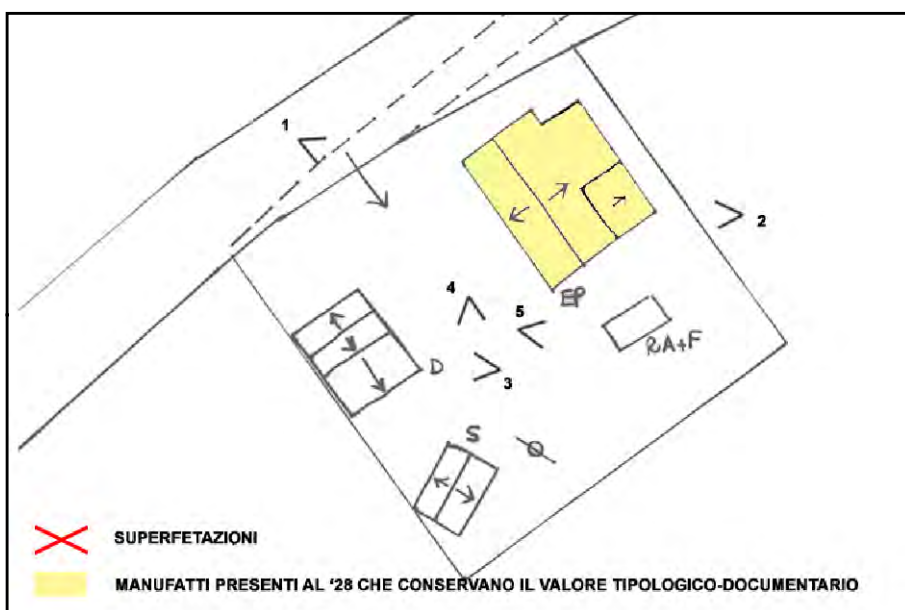 1
2
EP
4
5
RA+F
D
3
S
SUPERFETAZIONI
MANUFATTI PRESENTI AL '28 CHE CONSERVANO IL VALORE TIPOLOGICO-DOCUMENTARIO